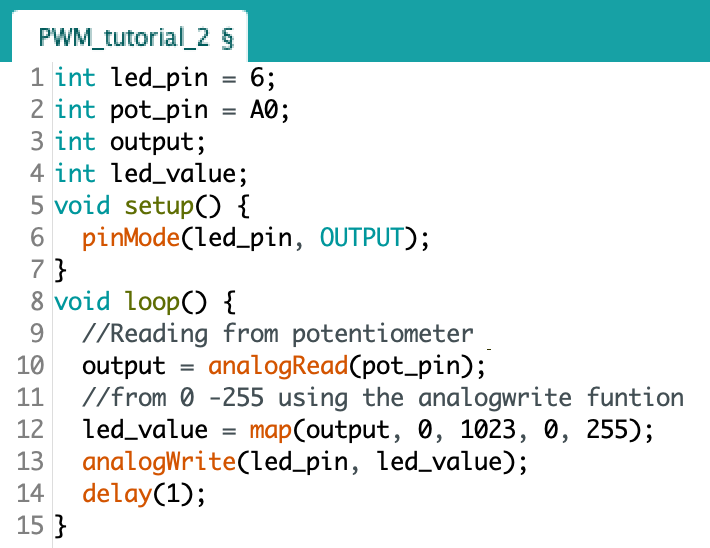 PWM_tutorial_2 §
1 int led_pin = 6;
2 int pot_pin = A0;
3 int output;
4 int led_value;
5 void setup() {
6   pinMode(led_pin, OUTPUT);
7 }
8 void loop() {
9   //Reading from potentiometer
10   output = analogRead(pot_pin);
11   //from 0 -255 using the analogwrite funtion
12   led_value = map(output, 0, 1023, 0, 255);
13   analogWrite(led_pin, led_value);
14   delay(1);
15 }